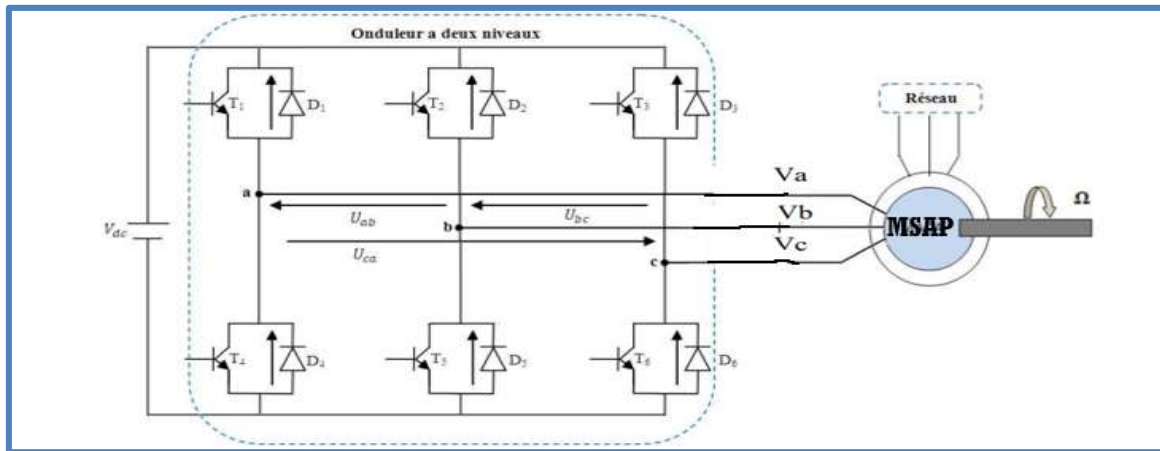 Onduleur a deux niveaux
T1
D1
T2
D2
T3
D3
Réseau
Va
a
Ω
Uab
Ubc
Vb
MSAP
Vdc
b
Vc
Uca
c
T4
D4
T5
D5
T6
D6